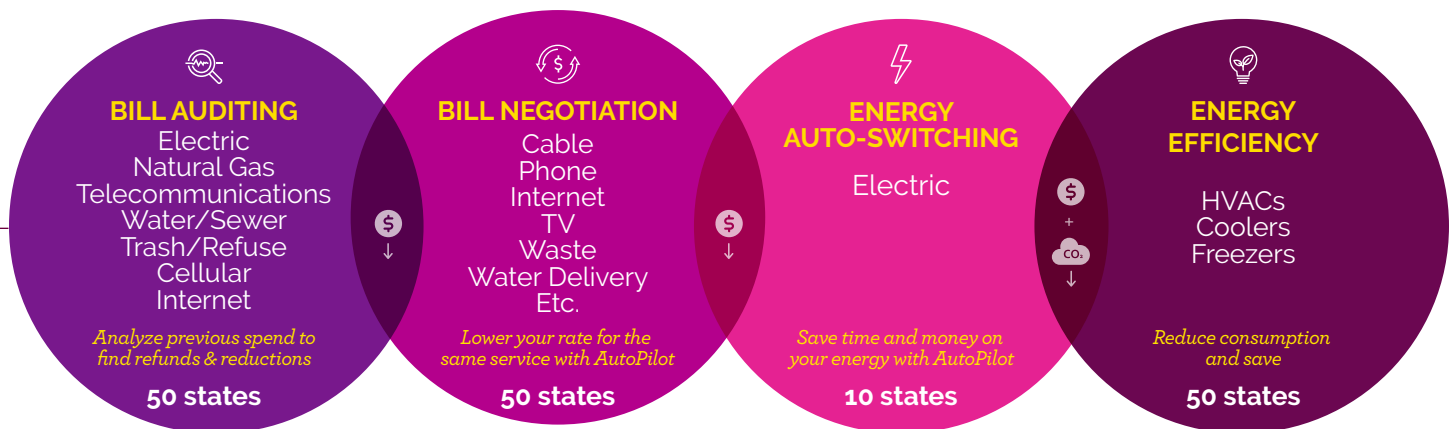 BILL AUDITING
Electric
Natural Gas
Telecommunications
Water/Sewer
Trash/Refuse
Cellular
Internet
Analyze previous spend to
find refunds & reductions
50 states
$
BILL NEGOTIATION
Cable
Phone
Internet
TV
Waste
Water Delivery
Etc.
Lower your rate for the
same service with AutoPilot
50 states
$
ENERGY
AUTO-SWITCHING
Electric
Save time and money on
your energy with AutoPilot
10 states
$
+
CO₂
ENERGY
EFFICIENCY
HVACs
Coolers
Freezers
Reduce consumption
and save
50 states